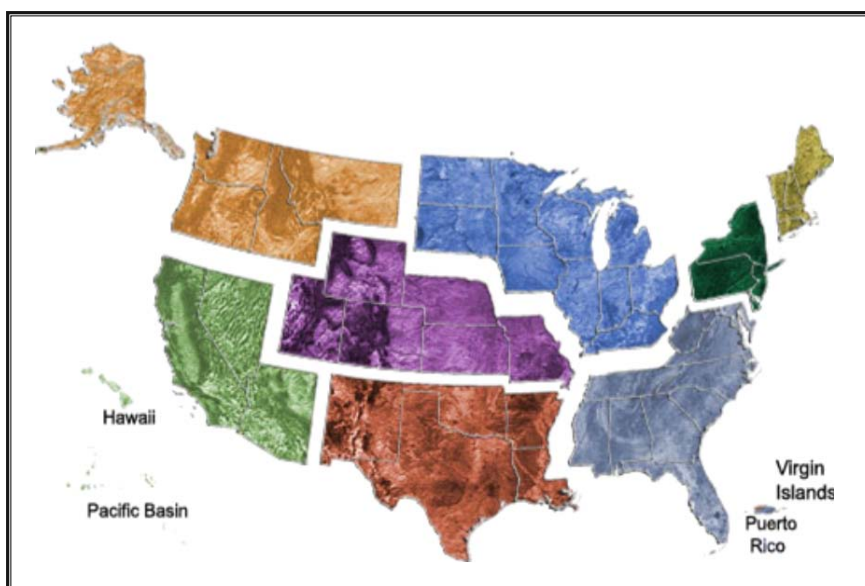 Hawaii
Pacific Basin
Virgin
Islands
Puerto
Rico